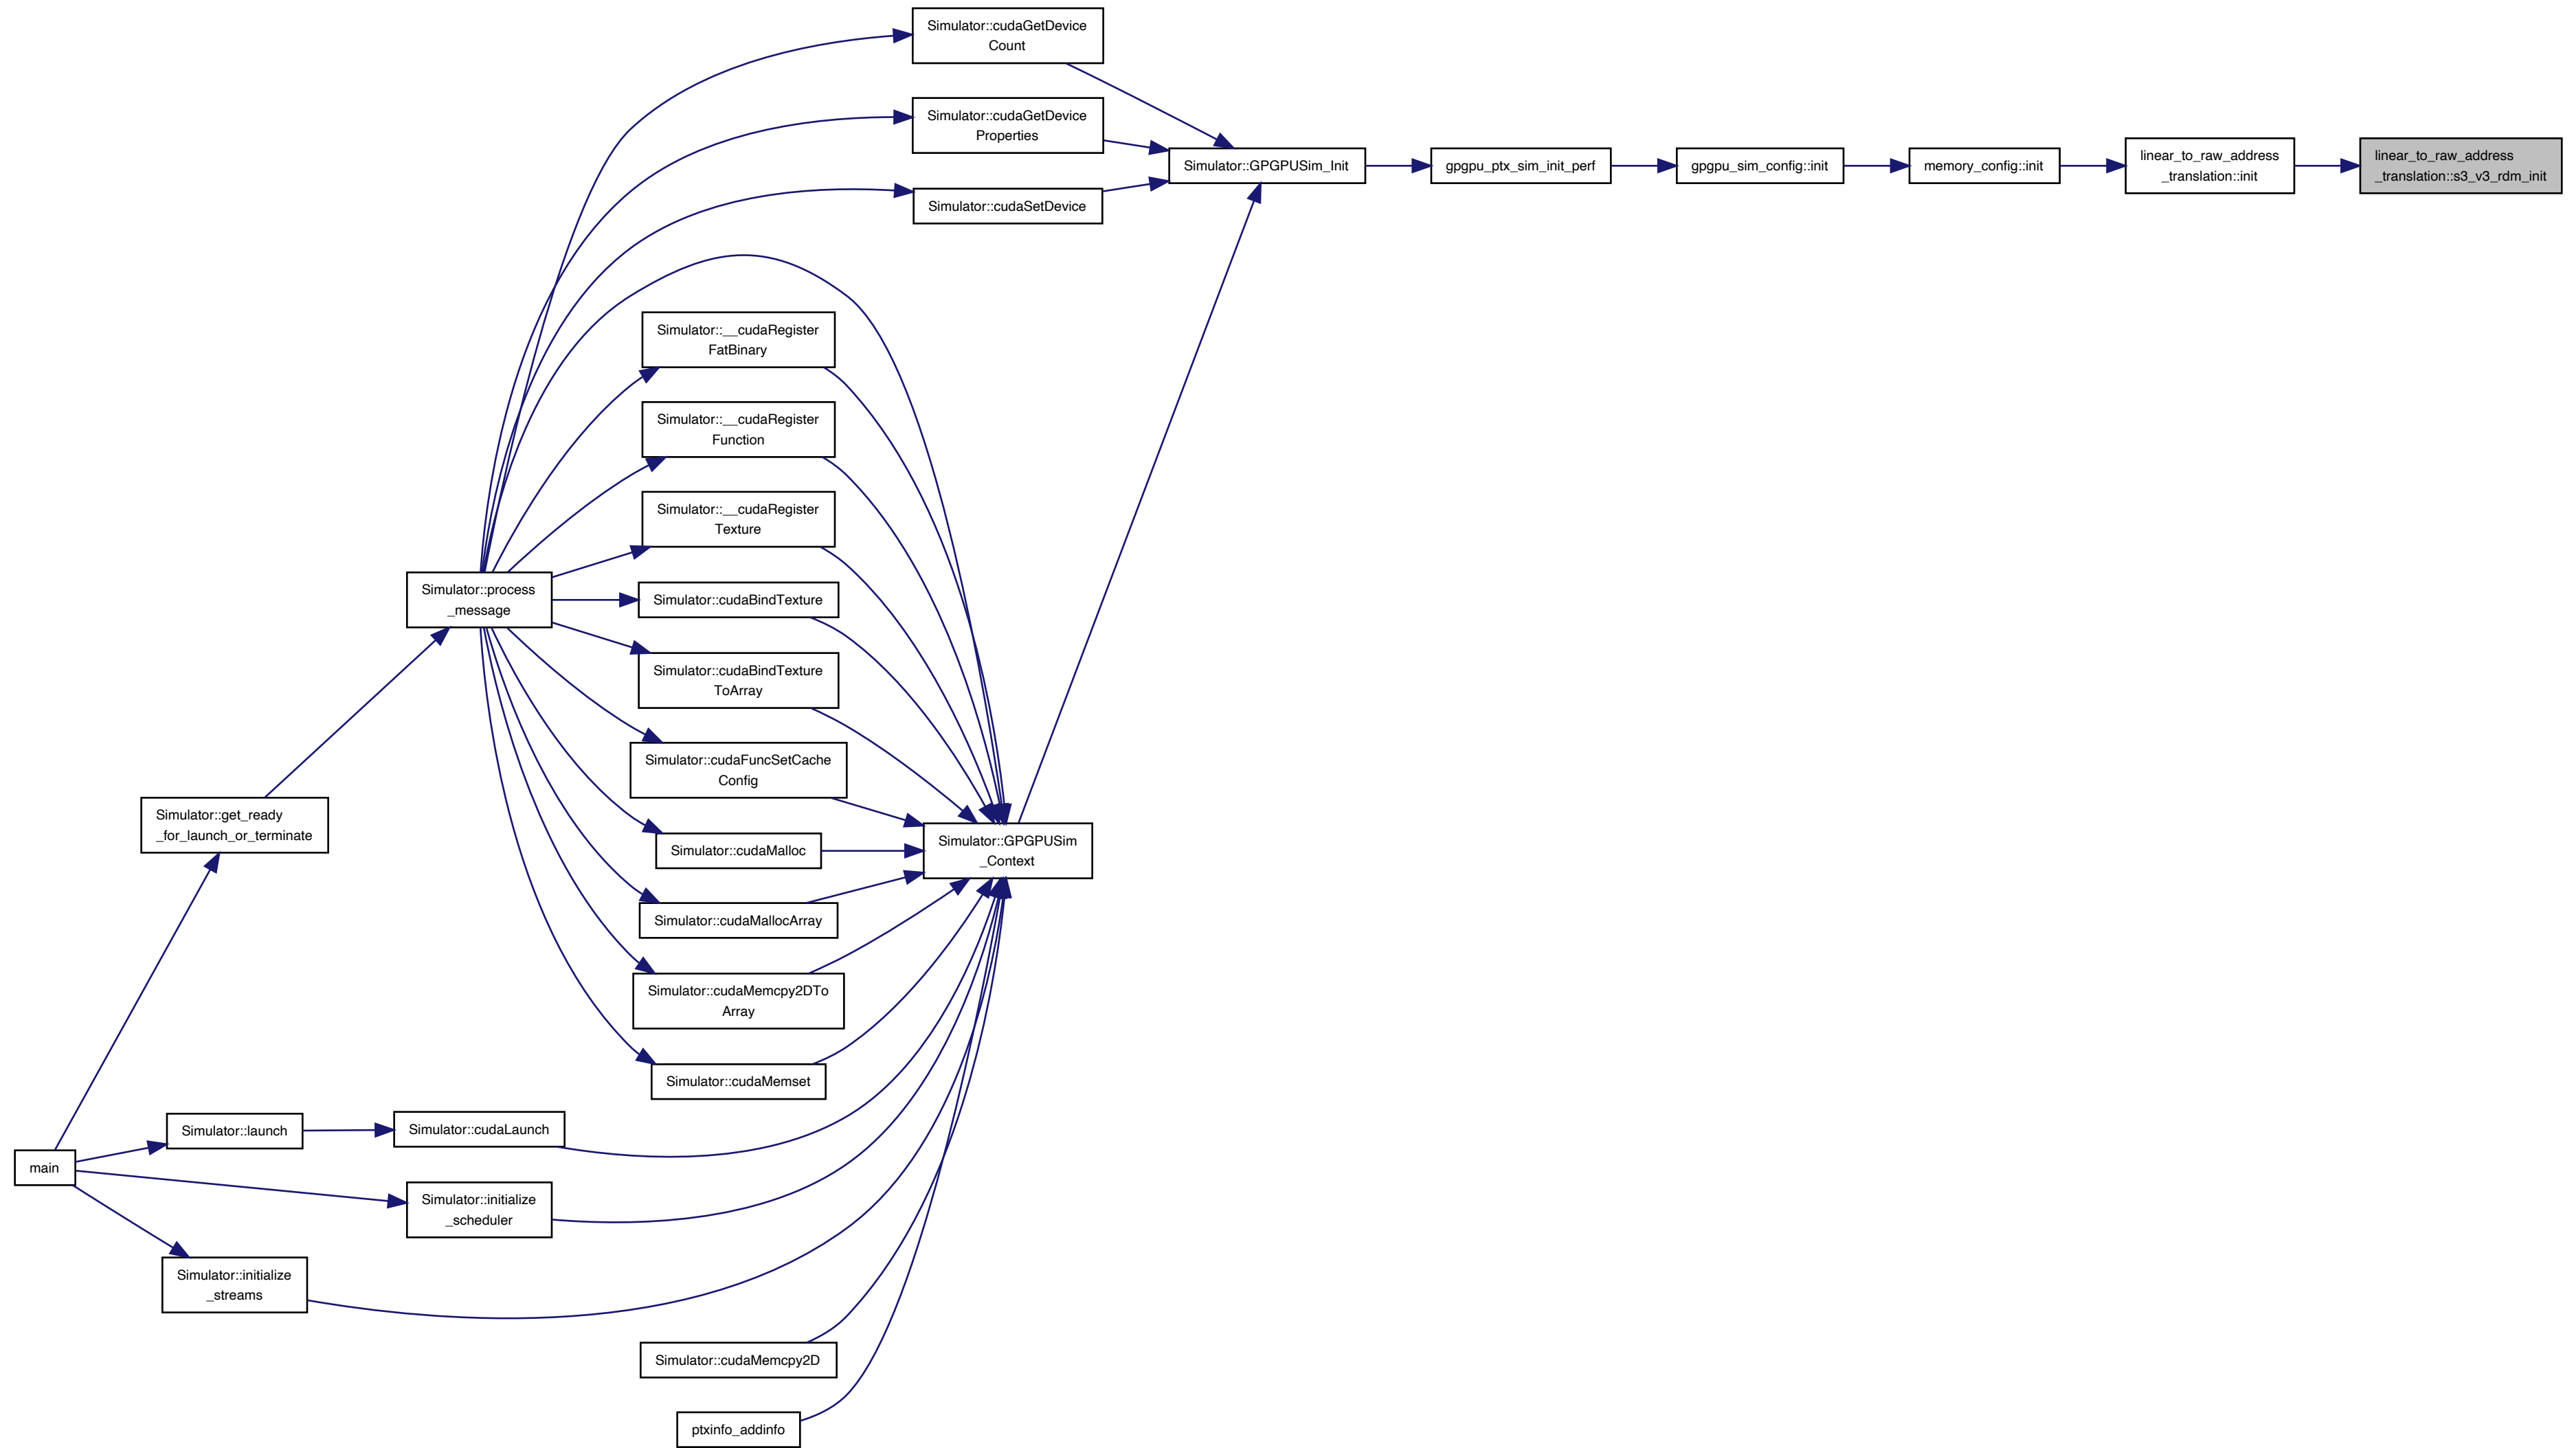 Simulator::cudaGetDevice
Count
Simulator::cudaGetDevice
Properties
Simulator::cudaSetDevice
Simulator::GPGPUSim_Init
gpgpu_ptx_sim_init_perf
gpgpu_sim_config::init
memory_config::init
linear_to_raw_address
_translation::init
linear_to_raw_address
_translation::s3_v3_rdm_init
Simulator::__cudaRegister
FatBinary
Simulator::__cudaRegister
Function
Simulator::__cudaRegister
Texture
Simulator::process
_message
Simulator::cudaBindTexture
Simulator::cudaBindTexture
ToArray
Simulator::cudaFuncSetCache
Config
Simulator::get_ready
_for_launch_or_terminate
Simulator::cudaMalloc
Simulator::GPGPUSim
_Context
Simulator::cudaMallocArray
Simulator::cudaMemcpy2DTo
Array
Simulator::cudaMemset
Simulator::launch
Simulator::cudaLaunch
main
Simulator::initialize
_scheduler
Simulator::initialize
_streams
Simulator::cudaMemcpy2D
ptxinfo_addinfo